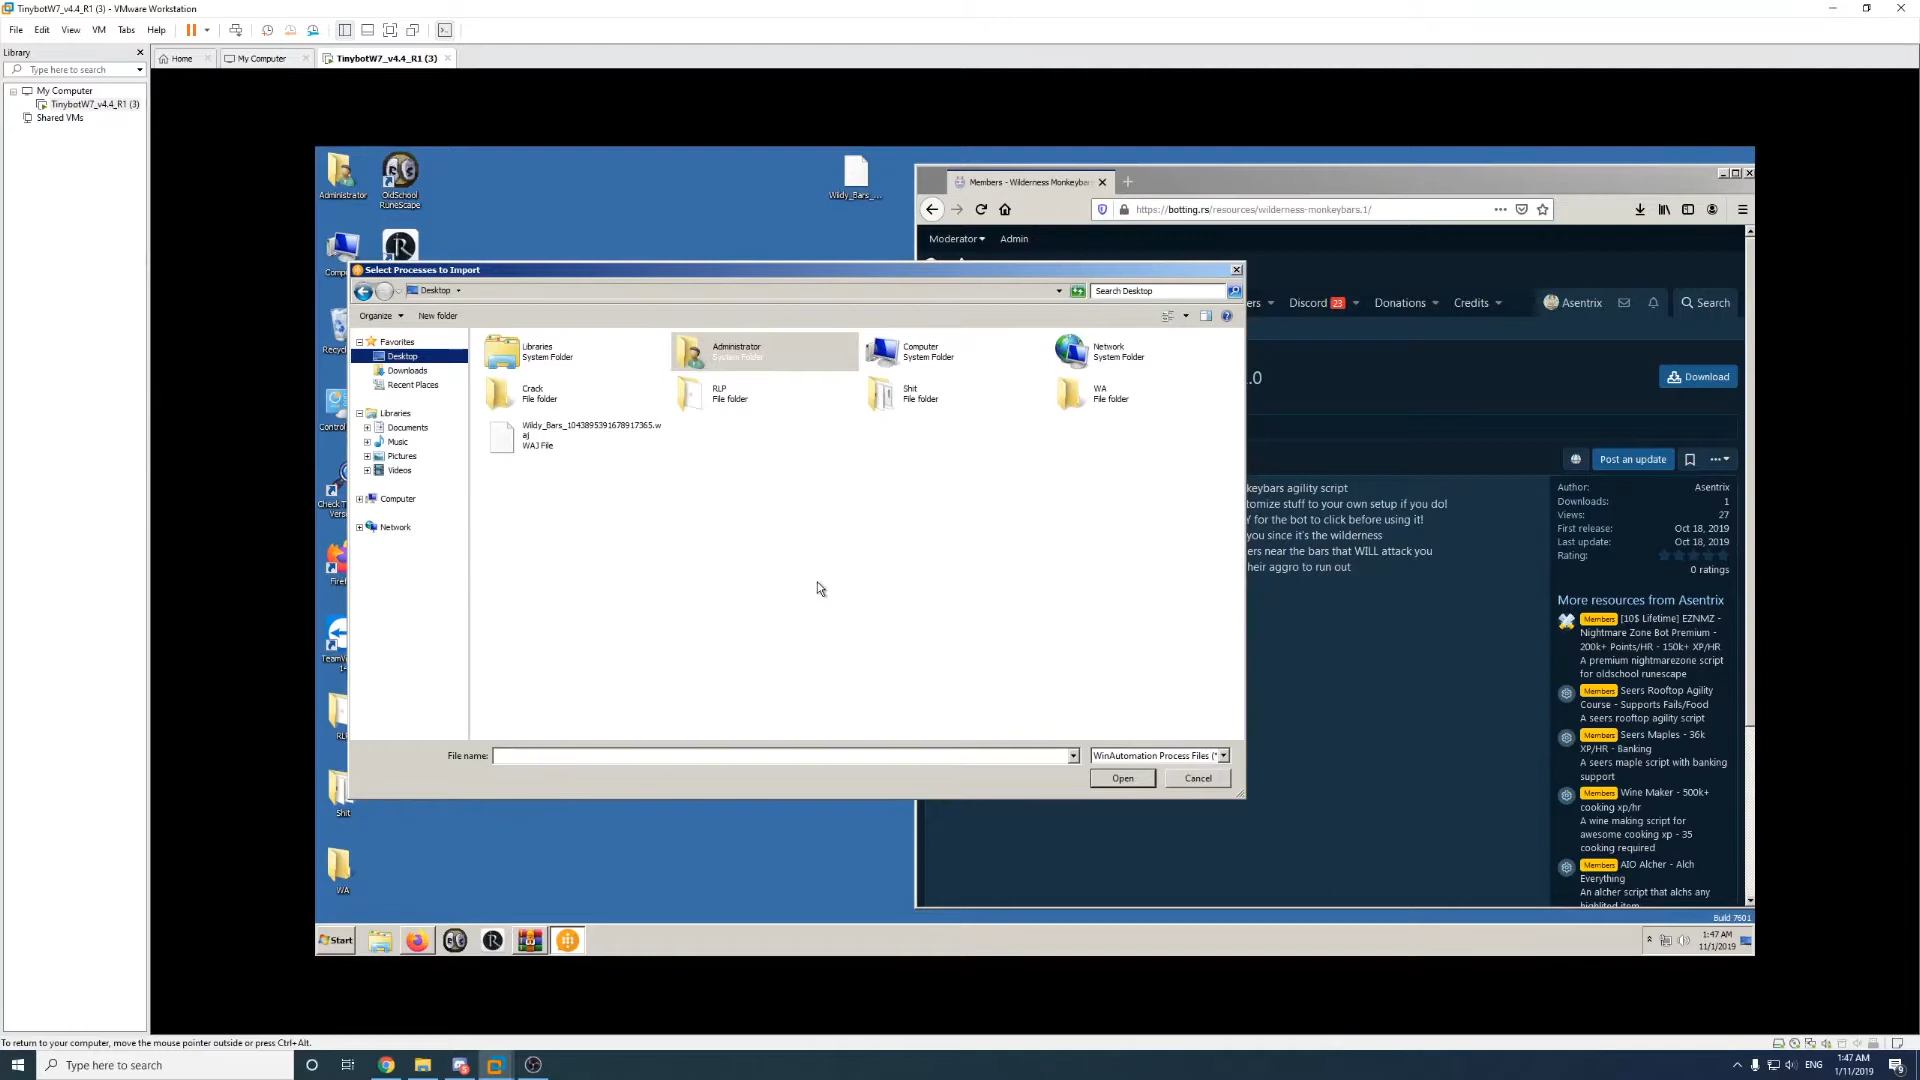 TinybotW7_v4.4_R1 (3) - VMware Workstation
File Edit View VM Tabs Help
Library
Type here to search
My Computer
TinybotW7_v4.4_R1 (3)
Shared VMs
Home
My Computer
TinybotW7_v4.4_R1 (3)
Administrator
OldSchool
RuneScape
Wildy_Bars_...
Members - Wilderness Monkeybar
https://botting.rs/resources/wilderness-monkeybars.1/
Moderator
Admin
Discord 23
Donations
Credits
Asentrix
Search
Select Processes to Import
Desktop
Search Desktop
Organize
New folder
Favorites
Desktop
Downloads
Recent Places
Libraries
Documents
Music
Pictures
Videos
Computer
Network
Libraries
System Folder
Administrator
System Folder
Computer
System Folder
Network
System Folder
Crack
File folder
RLP
File folder
Shit
File folder
WA
File folder
Wildy_Bars_1043895391678917365.w
aj
WAJ File
File name:
WinAutomation Process Files (*
Open
Cancel
.0
Download
Post an update
keybars agility script
tomize stuff to your own setup if you do!
for the bot to click before using it!
you since it's the wilderness
ers near the bars that WILL attack you
heir aggro to run out
Author: Asentrix
Downloads: 1
Views: 27
First release: Oct 18, 2019
Last update: Oct 18, 2019
Rating:
0 ratings
More resources from Asentrix
Members [10$ Lifetime] EZNMZ -
Nightmare Zone Bot Premium -
200k+ Points/HR - 150k+ XP/HR
A premium nightmarezone script
for oldschool runescape
Members Seers Rooftop Agility
Course - Supports Fails/Food
A seers rooftop agility script
Members Seers Maples - 36k
XP/HR - Banking
A seers maple script with banking
support
Members Wine Maker - 500k+
cooking xp/hr
A wine making script for
awesome cooking xp - 35
cooking required
Members AIO Alcher - Alch
Everything
An alcher script that alchs any
highlited item
Shit
WA
Build 7601
Start
1:47 AM
11/1/2019
To return to your computer, move the mouse pointer outside or press Ctrl+Alt.
Type here to search
ENG
1:47 AM
1/11/2019